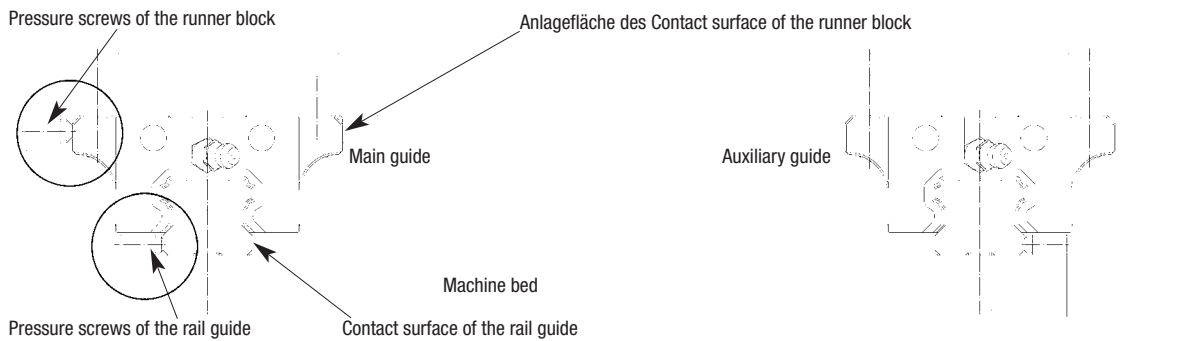 Pressure screws of the runner block
Anlagefläche des Contact surface of the runner block
Main guide
Auxiliary guide
Machine bed
Pressure screws of the rail guide
Contact surface of the rail guide